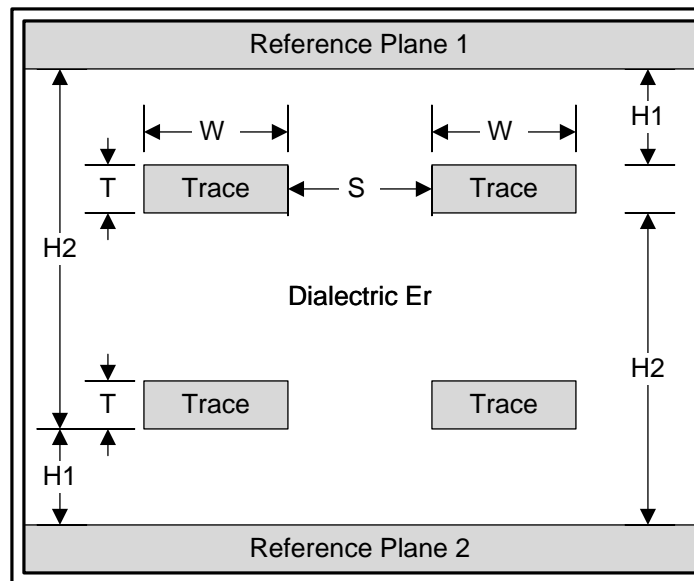 Reference Plane 1
W
W
H1
T
Trace
S
Trace
H2
Dialectric Er
H2
T
Trace
Trace
H1
Reference Plane 2